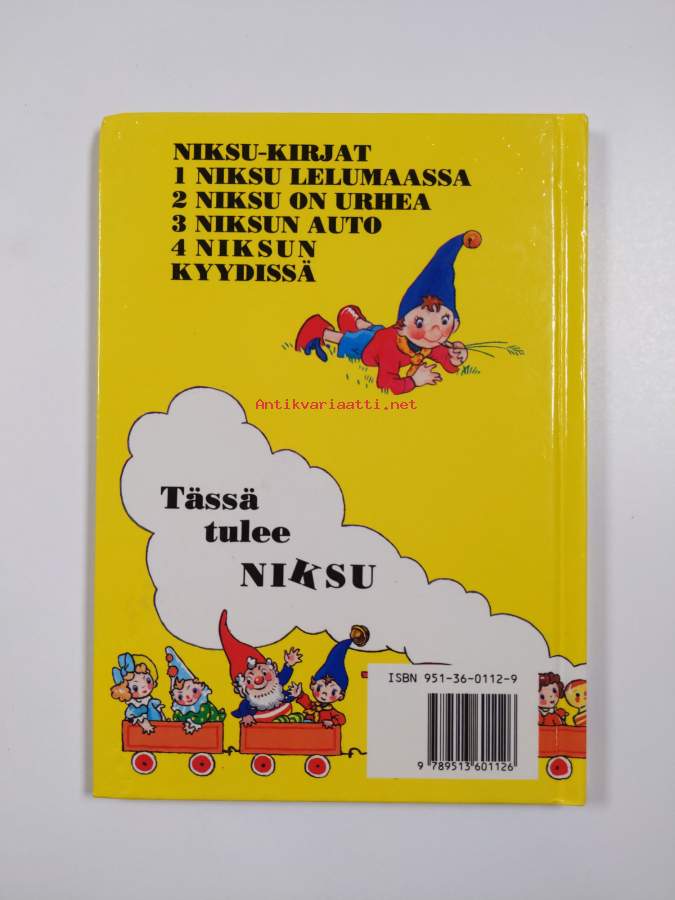 NIKSU-KIRJAT
1 NIKSU LELUMAASSA
2 NIKSU ON URHEA
3 NIKSUN AUTO
4 NIKSUN
KYYDISSÄ
Antikvariaatti.net
Tässä
tulee
NIKSU
ISBN 951-36-0112-9
9 789513 601126